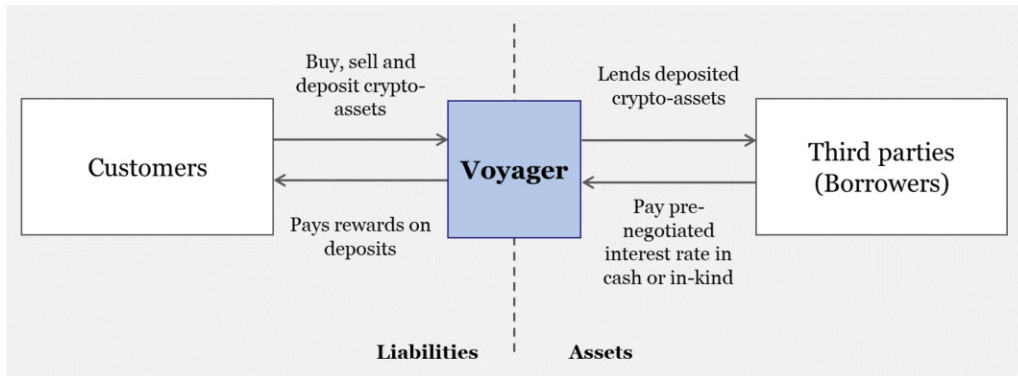 Customers
Buy, sell and
deposit crypto-
assets
Pays rewards on
deposits
Voyager
Lends deposited
crypto-assets
Pay pre-
negotiated
interest rate in
cash or in-kind
Third parties
(Borrowers)
Liabilities
Assets